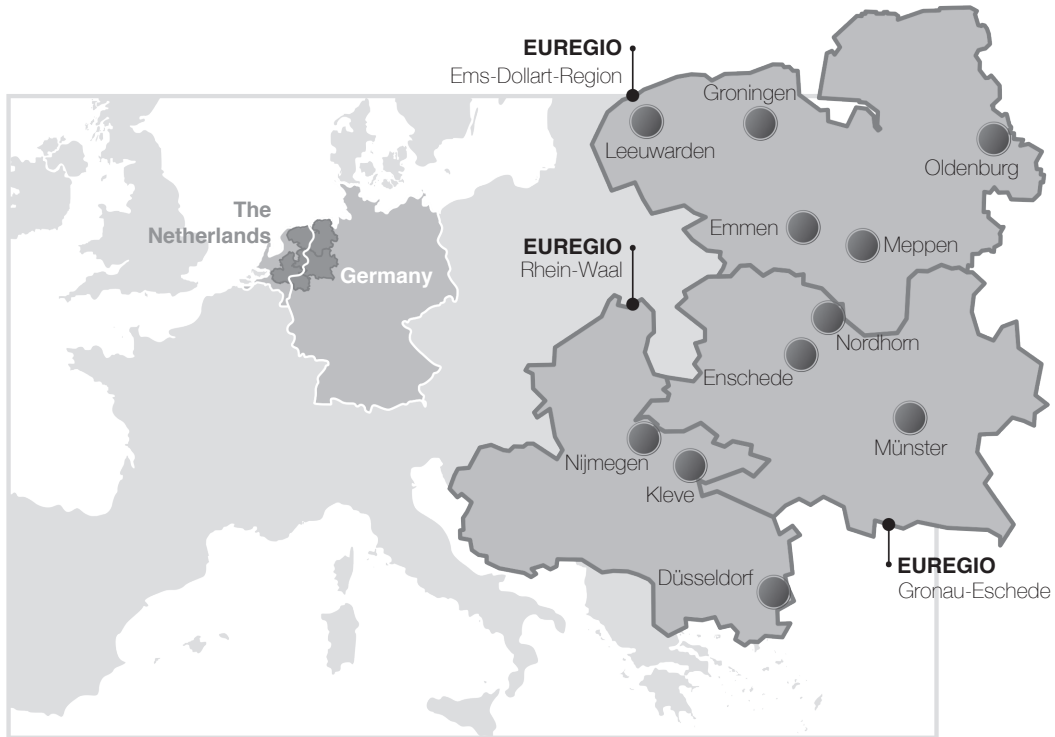 EUREGIO
Ems-Dollart-Region
Groningen
Leeuwarden
Oldenburg
The
Netherlands
Germany
Emmen
Meppen
EUREGIO
Rhein-Waal
Nordhorn
Enschede
Münster
Nijmegen
Kleve
EUREGIO
Gronau-Eschede
Düsseldorf